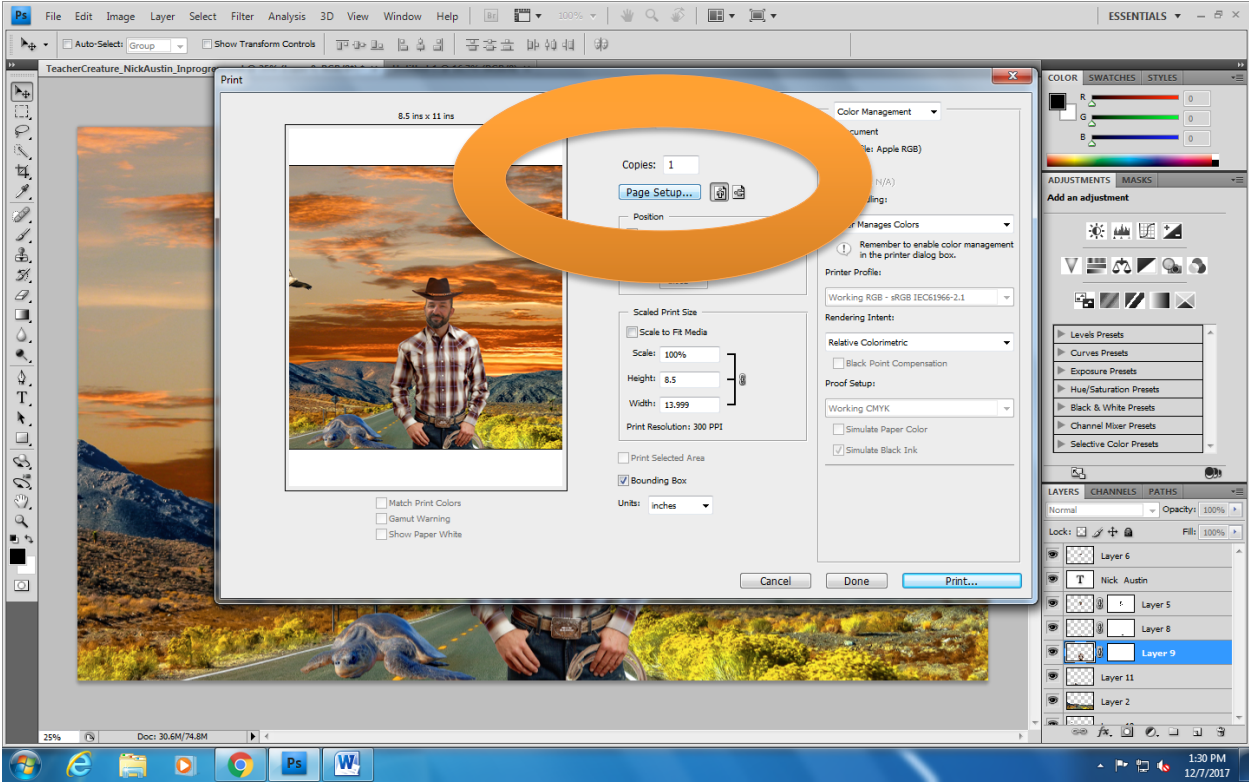 Ps File Edit Image Layer Select Filter Analysis 3D View Window Help Br 100% ESSENTIALS
Auto-Select: Group Show Transform Controls
Print
8.5 ins x 11 ins
Copies: 1
Page Setup...
Position
Scaled Print Size
Scale to Fit Media
Scale: 100%
Height: 8.5
Width: 13.999
Print Resolution: 300 PPI
Print Selected Area
Bounding Box
Units: inches
Match Print Colors
Gamut Warning
Show Paper White
Color Management
Apple RGB)
N/A)
Manages Colors
Remember to enable color management
in the printer dialog box.
Printer Profile:
Working RGB - sRGB IEC61966-2.1
Rendering Intent:
Relative Colorimetric
Black Point Compensation
Proof Setup:
Working CMYK
Simulate Paper Color
Simulate Black Ink
Cancel Done Print...
COLOR SWATCHES STYLES
R 0
G 0
B 0
ADJUSTMENTS MASKS
Add an adjustment
Levels Presets
Curves Presets
Exposure Presets
Hue/Saturation Presets
Black & White Presets
Channel Mixer Presets
Selective Color Presets
LAYERS CHANNELS PATHS
Normal Opacity: 100%
Lock: Fill: 100%
Layer 6
T Nick Austin
Layer 5
Layer 8
Layer 9
Layer 11
Layer 2
25% Doc: 30.6M/74.8M
Ps W
1:30 PM
12/7/2017